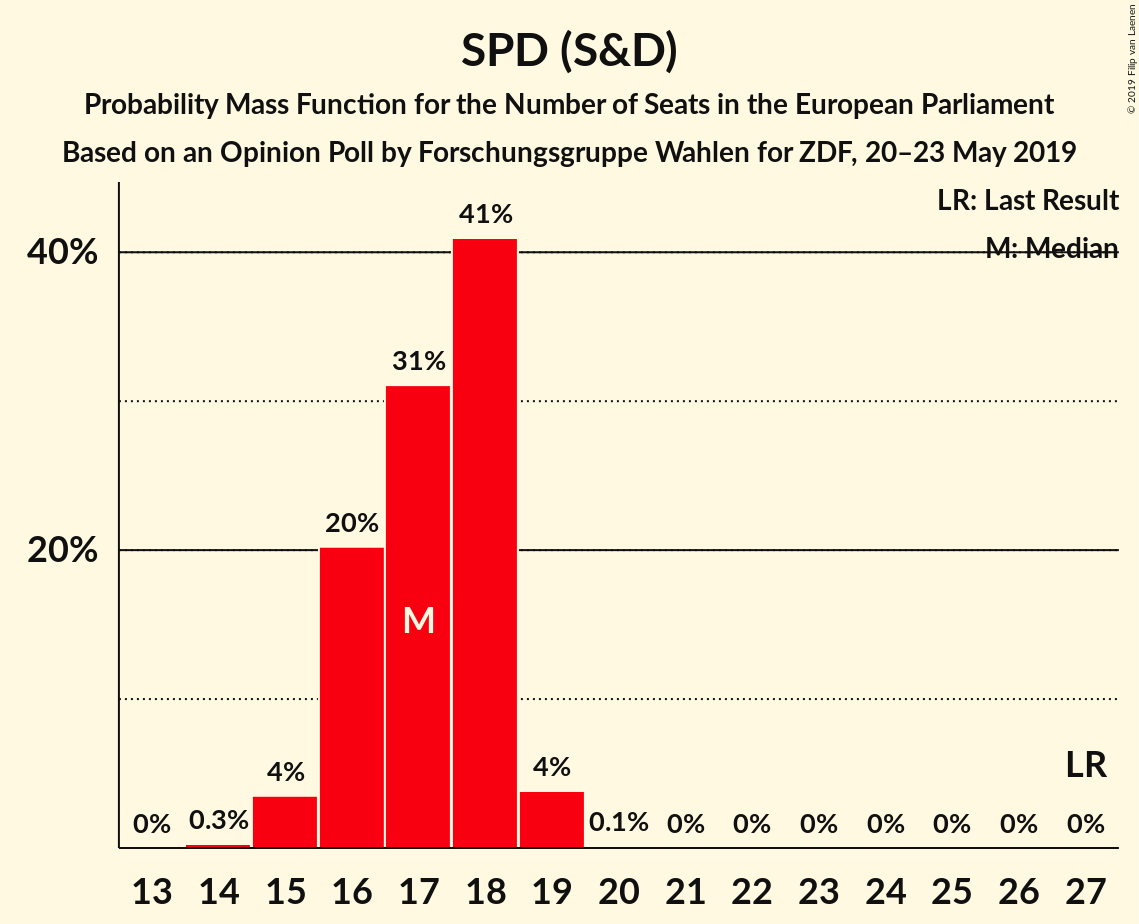 SPD (S&D)
Probability Mass Function for the Number of Seats in the European Parliament
Based on an Opinion Poll by Forschungsgruppe Wahlen for ZDF, 20–23 May 2019
© 2019 Filip van Laenen
LR: Last Result
M: Median
40%
20%
0% 0.3% 4% 20% 31% 41% 4% 0.1% 0% 0% 0% 0% 0% 0% 0%
M
LR
13 14 15 16 17 18 19 20 21 22 23 24 25 26 27